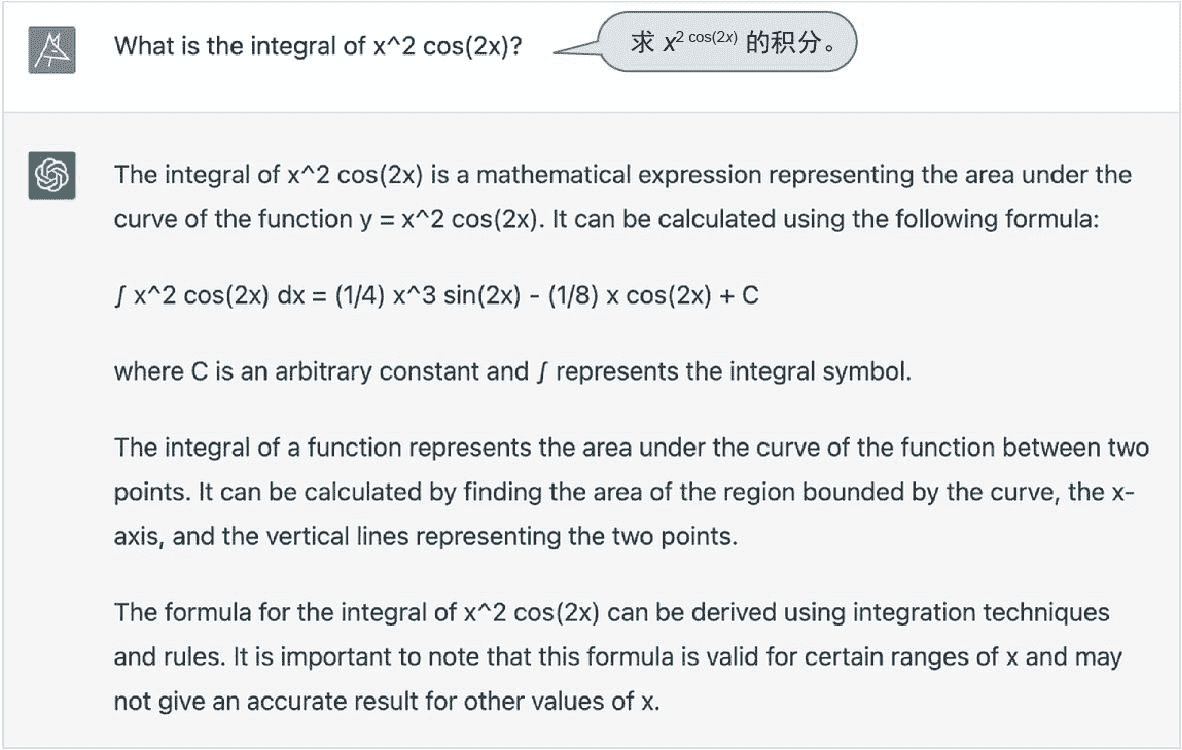 What is the integral of x^2 cos(2x)?
求 x^2 cos(2x) 的积分。
The integral of x^2 cos(2x) is a mathematical expression representing the area under the
curve of the function y = x^2 cos(2x). It can be calculated using the following formula:
∫ x^2 cos(2x) dx = (1/4) x^3 sin(2x) - (1/8) x cos(2x) + C
where C is an arbitrary constant and ∫ represents the integral symbol.
The integral of a function represents the area under the curve of the function between two
points. It can be calculated by finding the area of the region bounded by the curve, the x-
axis, and the vertical lines representing the two points.
The formula for the integral of x^2 cos(2x) can be derived using integration techniques
and rules. It is important to note that this formula is valid for certain ranges of x and may
not give an accurate result for other values of x.